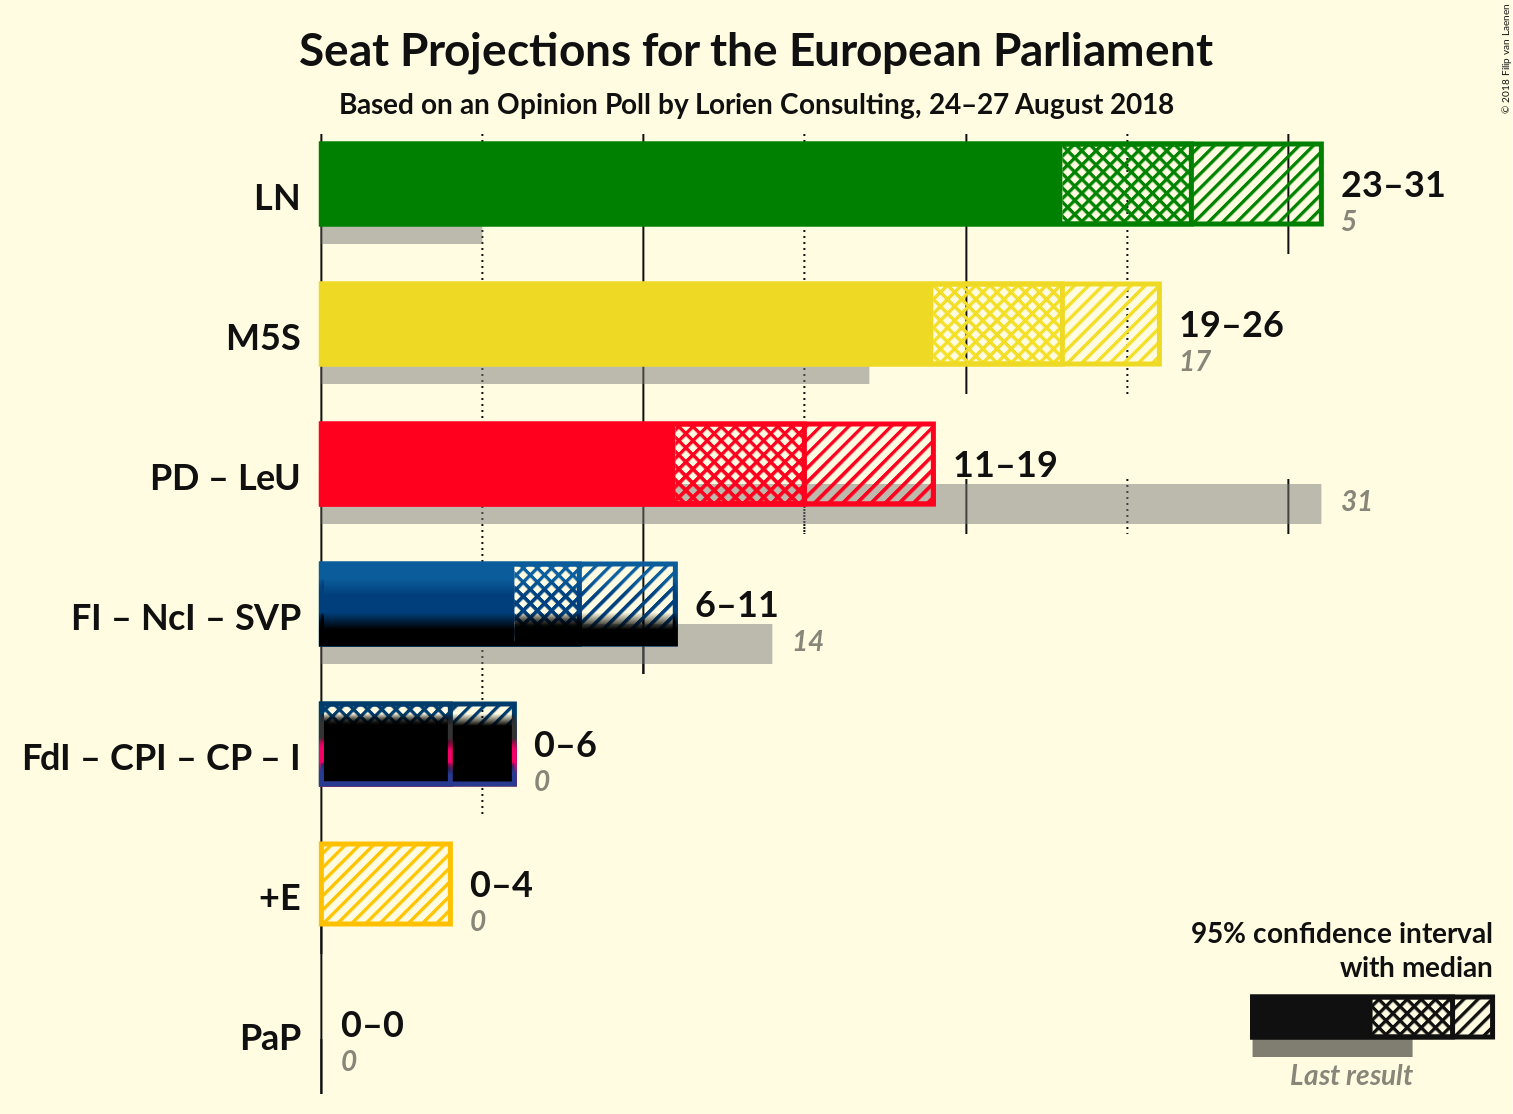 Seat Projections for the European Parliament
Based on an Opinion Poll by Lorien Consulting, 24–27 August 2018
© 2018 Filip van Laenen
LN
23–31
5
M5S
19–26
17
PD – LeU
11–19
31
FI – NcI – SVP
6–11
14
FdI – CPI – CP – I
0–6
0
+E
0–4
0
PaP
0–0
0
95% confidence interval
with median
Last result